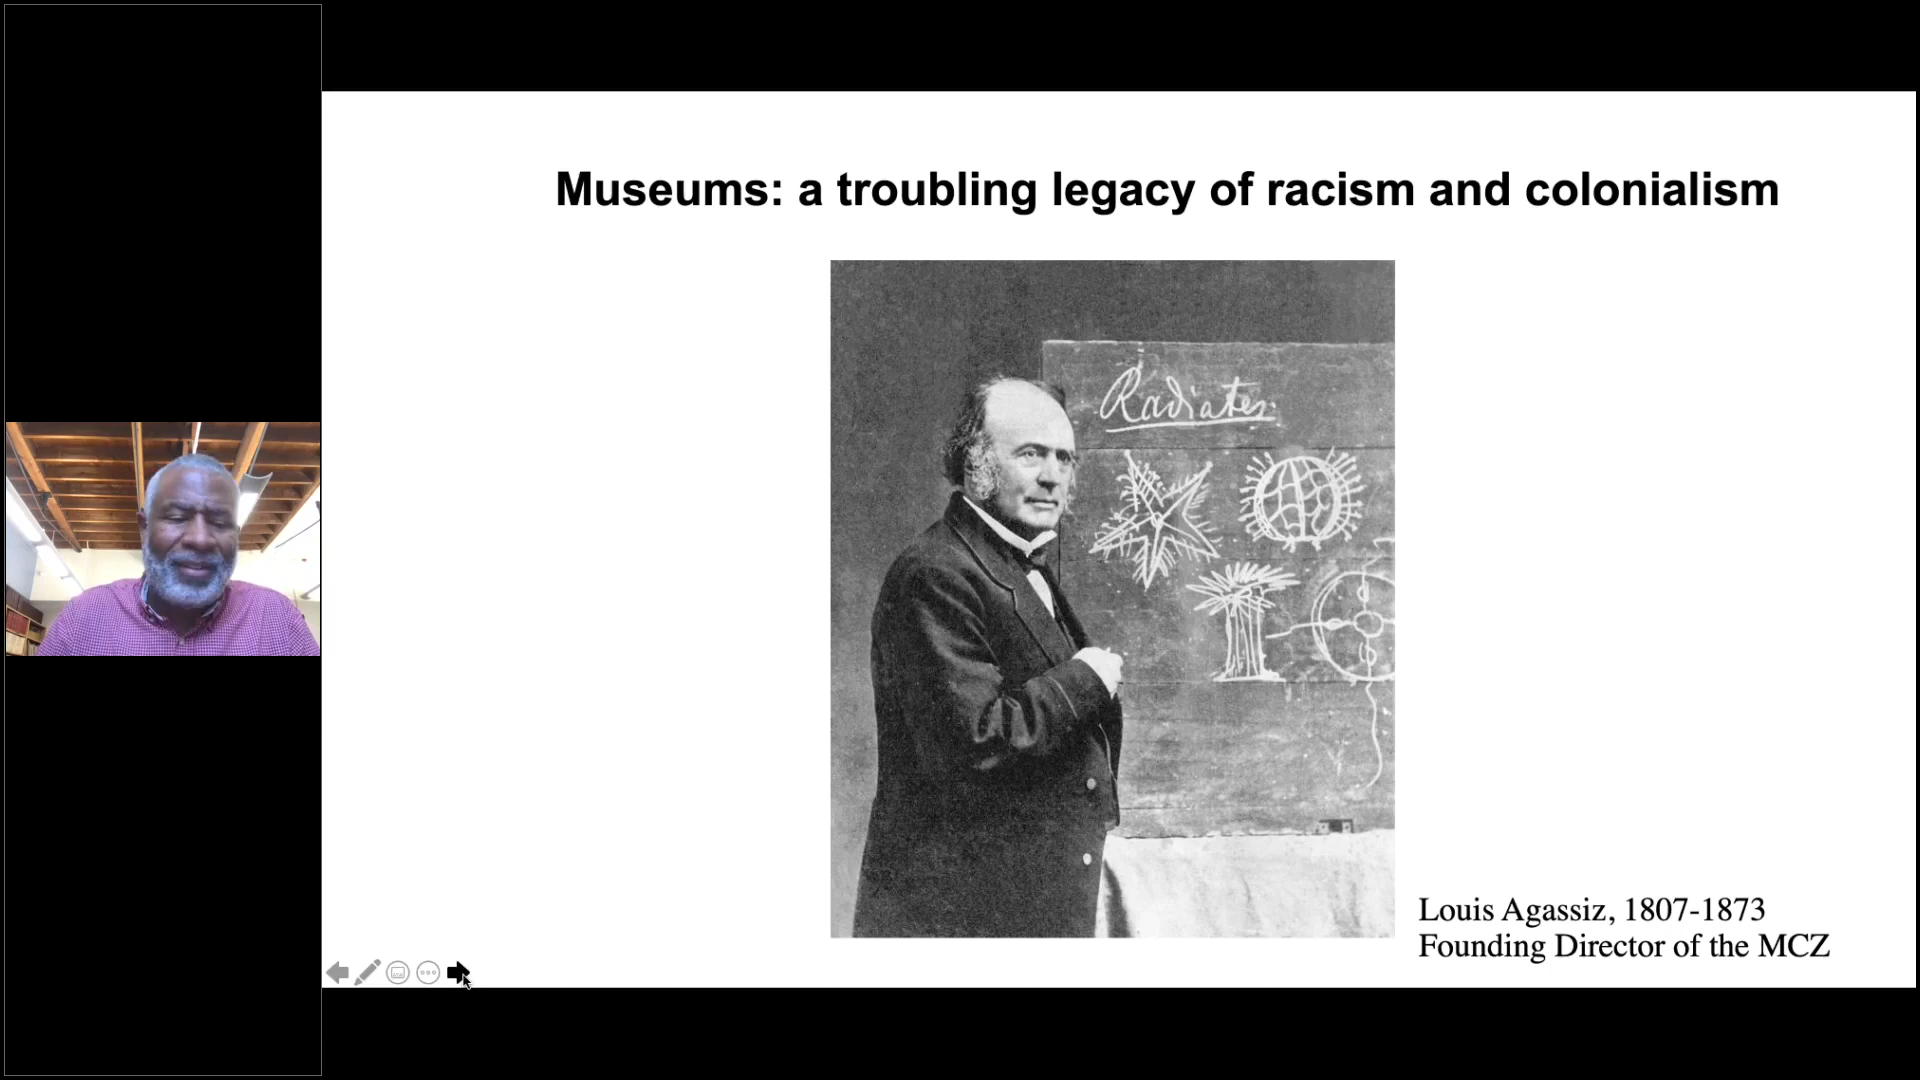 Museums: a troubling legacy of racism and colonialism
Radiates.
Louis Agassiz, 1807-1873
Founding Director of the MCZ